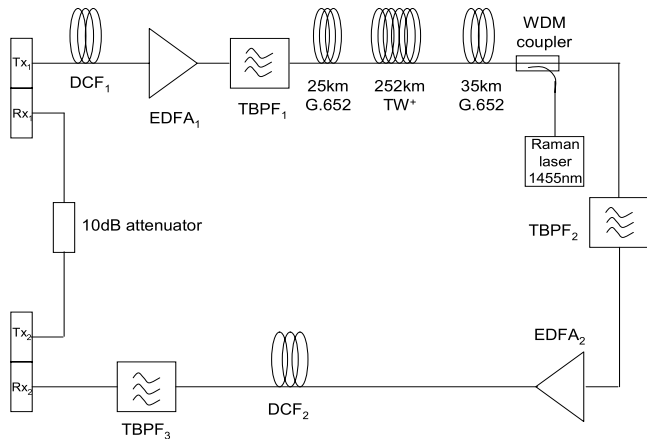 Tx₁
Rx₁
DCF₁
EDFA₁
TBPF₁
25km
G.652
252km
TW⁺
35km
G.652
WDM
coupler
Raman
laser
1455nm
TBPF₂
10dB attenuator
Tx₂
Rx₂
TBPF₃
DCF₂
EDFA₂